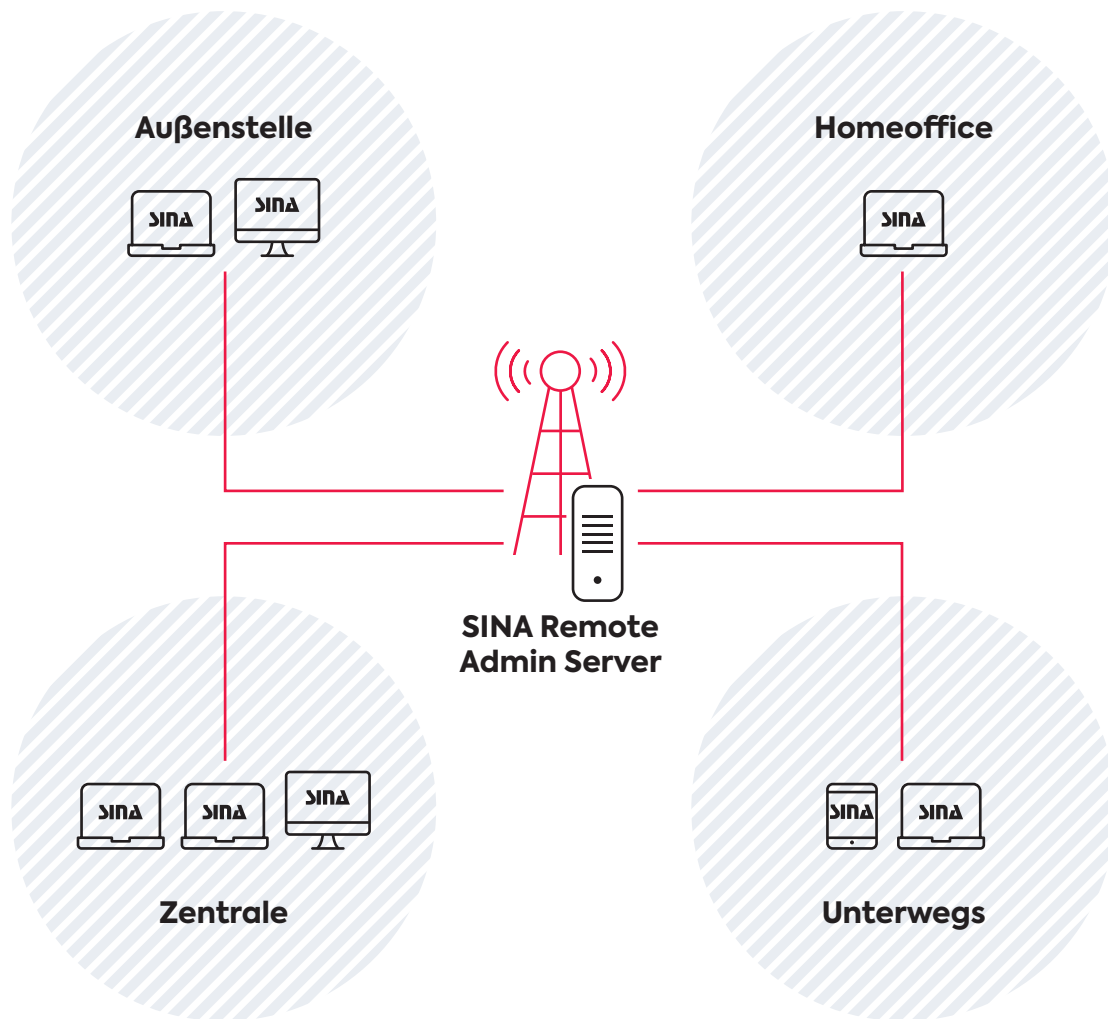 Außenstelle
Homeoffice
SINA
SINA
SINA
SINA Remote
Admin Server
SINA
SINA
SINA
SINA
SINA
Zentrale
Unterwegs